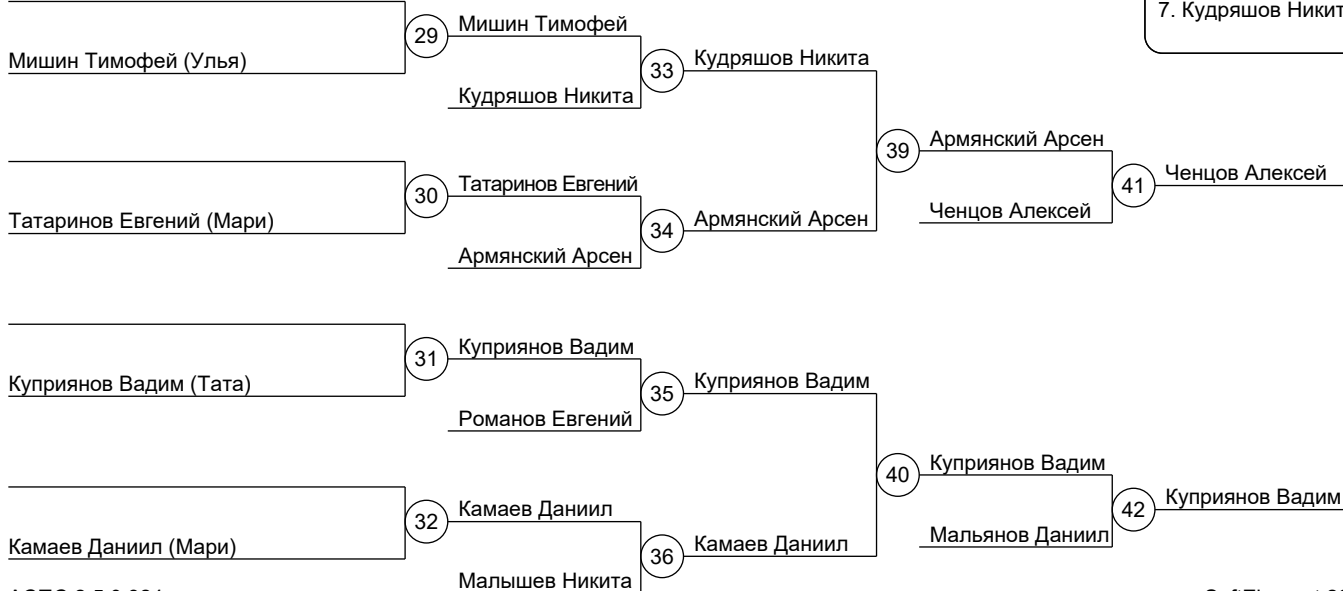 7. Кудряшов Никит
29
Мишин Тимофей
Мишин Тимофей (Улья)
33
Кудряшов Никита
Кудряшов Никита
39
Армянский Арсен
30
Татаринов Евгений
41
Ченцов Алексей
Татаринов Евгений (Мари)
34
Армянский Арсен
Ченцов Алексей
Армянский Арсен
31
Куприянов Вадим
Куприянов Вадим (Тата)
35
Куприянов Вадим
Романов Евгений
40
Куприянов Вадим
32
Камаев Даниил
42
Куприянов Вадим
Камаев Даниил (Мари)
36
Камаев Даниил
Мальянов Даниил
Малышев Никита